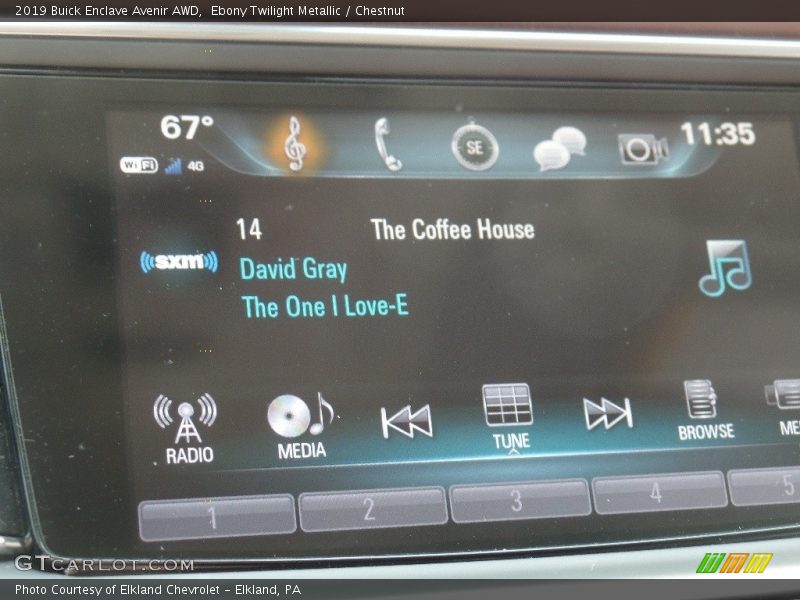 2019 Buick Enclave Avenir AWD,  Ebony Twilight Metallic / Chestnut
67°
11:35
SE
WiFi 4G
14 The Coffee House
sxm
David Gray
The One I Love-E
RADIO
MEDIA
TUNE
BROWSE
ME
1 2 3 4 5
GTCARLOT.COM
Photo Courtesy of Elkland Chevrolet – Elkland, PA